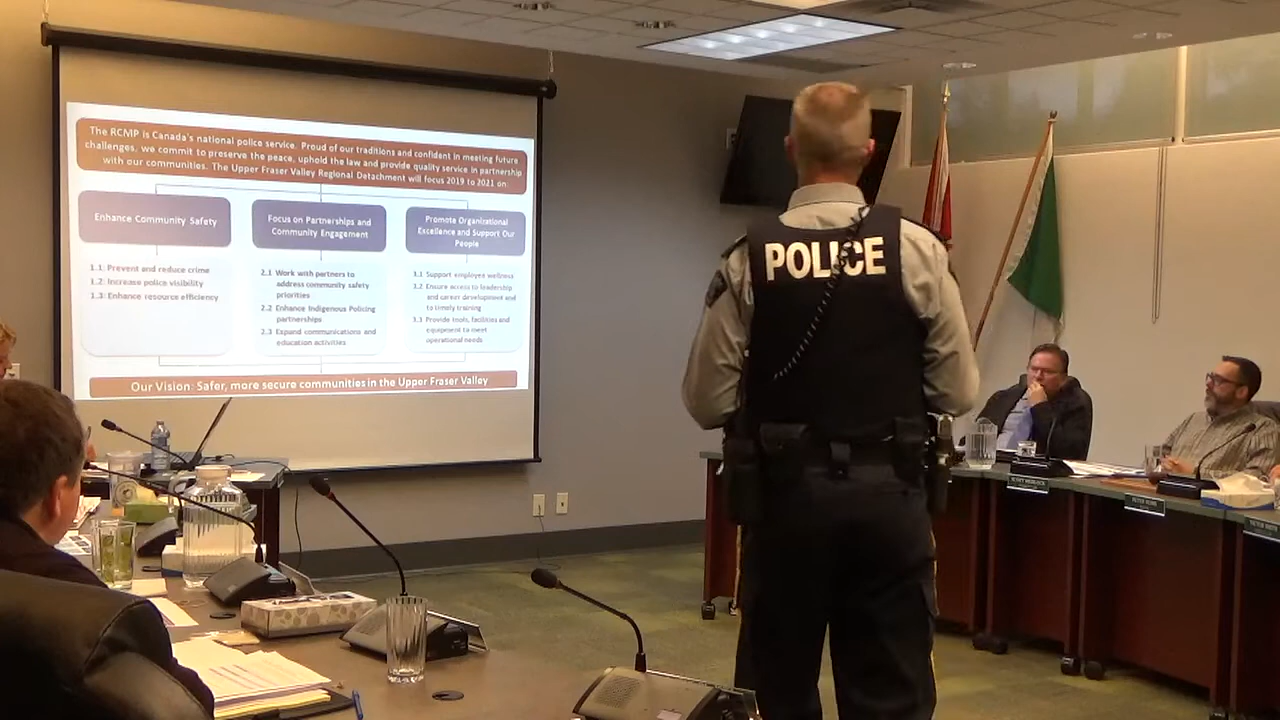 The RCMP is Canada's national police service. Proud of our traditions and confident in meeting future
challenges, we commit to preserve the peace, uphold the law and provide quality service in partnership
with our communities. The Upper Fraser Valley Regional Detachment will focus 2019 to 2021 on:
Enhance Community Safety
1.1: Prevent and reduce crime
1.2: Increase police visibility
1.3: Enhance resource efficiency
Focus on Partnerships and
Community Engagement
2.1 Work with partners to
address community safety
priorities
2.2 Enhance Indigenous Policing
partnerships
2.3 Expand communications and
education activities
Promote Organizational
Excellence and Support Our
People
3.1 Support employee wellness
3.2 Ensure access to leadership
and career development and
to timely training
3.3 Provide tools, facilities and
equipment to meet
operational needs
Our Vision: Safer, more secure communities in the Upper Fraser Valley
POLICE